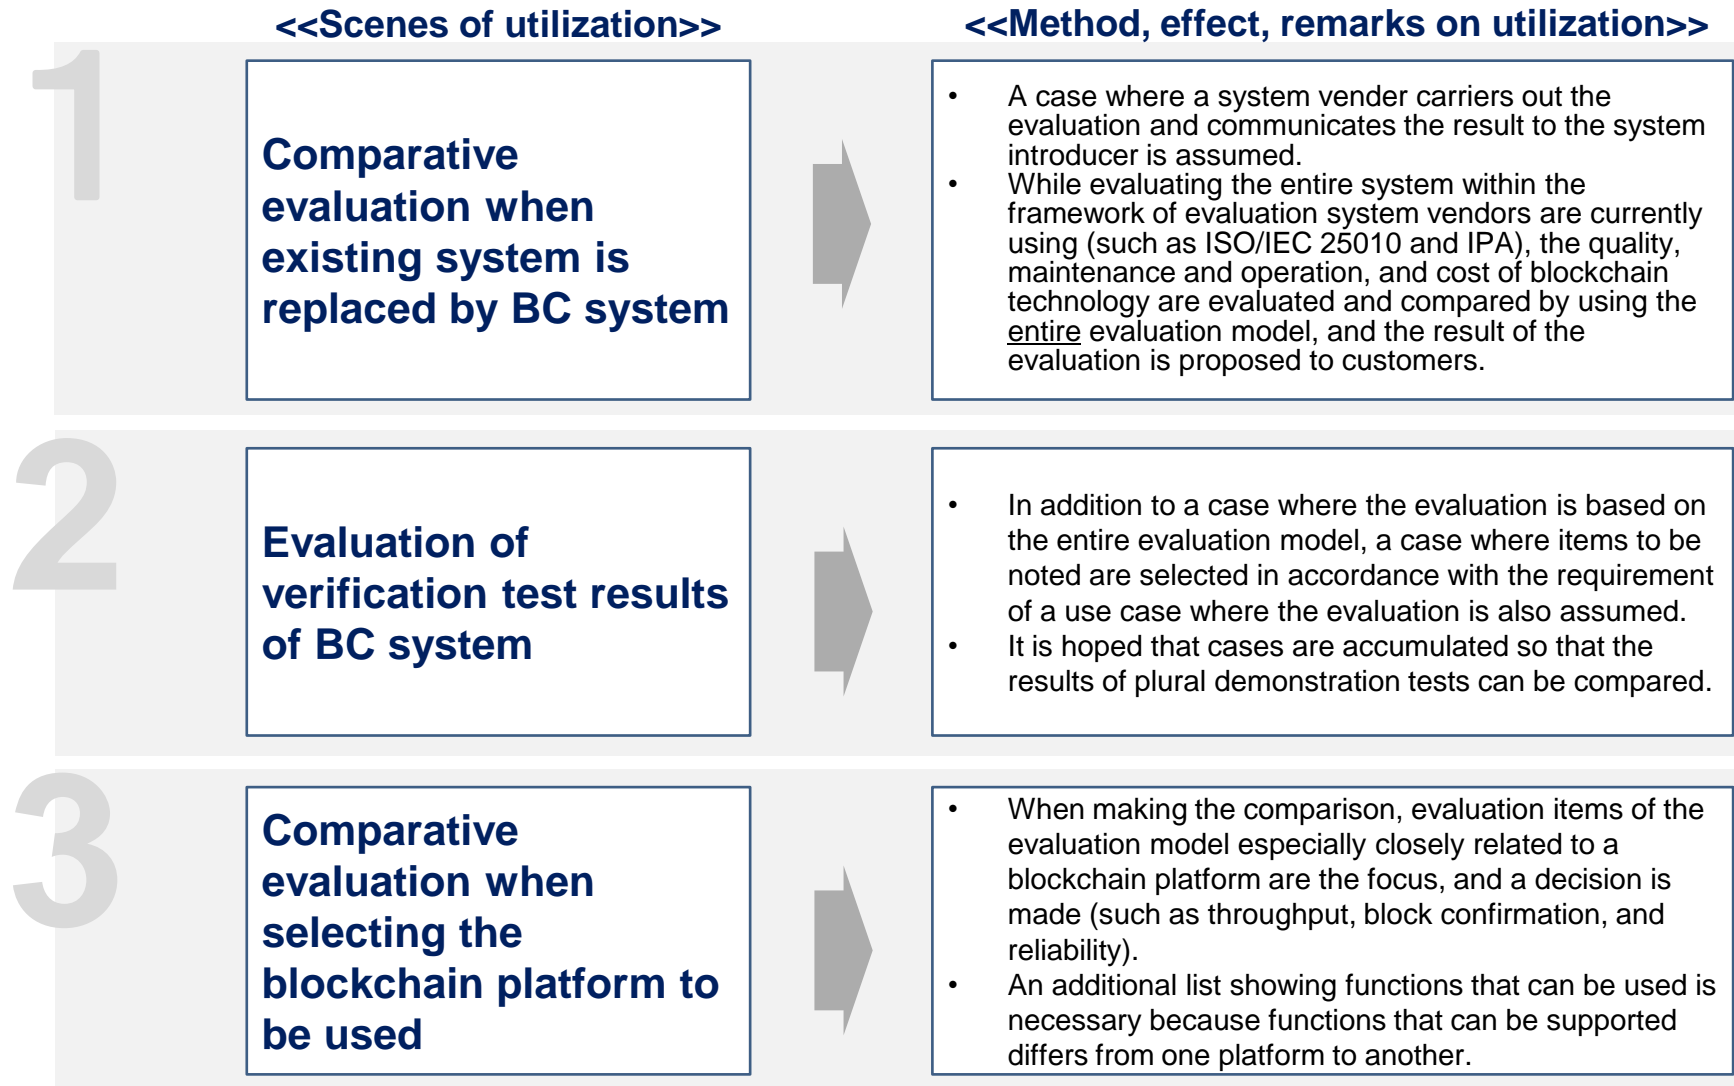 <<Scenes of utilization>>
<<Method, effect, remarks on utilization>>
1
Comparative
evaluation when
existing system is
replaced by BC system
• A case where a system vender carriers out the
evaluation and communicates the result to the system
introducer is assumed.
• While evaluating the entire system within the
framework of evaluation system vendors are currently
using (such as ISO/IEC 25010 and IPA), the quality,
maintenance and operation, and cost of blockchain
technology are evaluated and compared by using the
entire evaluation model, and the result of the
evaluation is proposed to customers.
2
Evaluation of
verification test results
of BC system
• In addition to a case where the evaluation is based on
the entire evaluation model, a case where items to be
noted are selected in accordance with the requirement
of a use case where the evaluation is also assumed.
• It is hoped that cases are accumulated so that the
results of plural demonstration tests can be compared.
3
Comparative
evaluation when
selecting the
blockchain platform to
be used
• When making the comparison, evaluation items of the
evaluation model especially closely related to a
blockchain platform are the focus, and a decision is
made (such as throughput, block confirmation, and
reliability).
• An additional list showing functions that can be used is
necessary because functions that can be supported
differs from one platform to another.